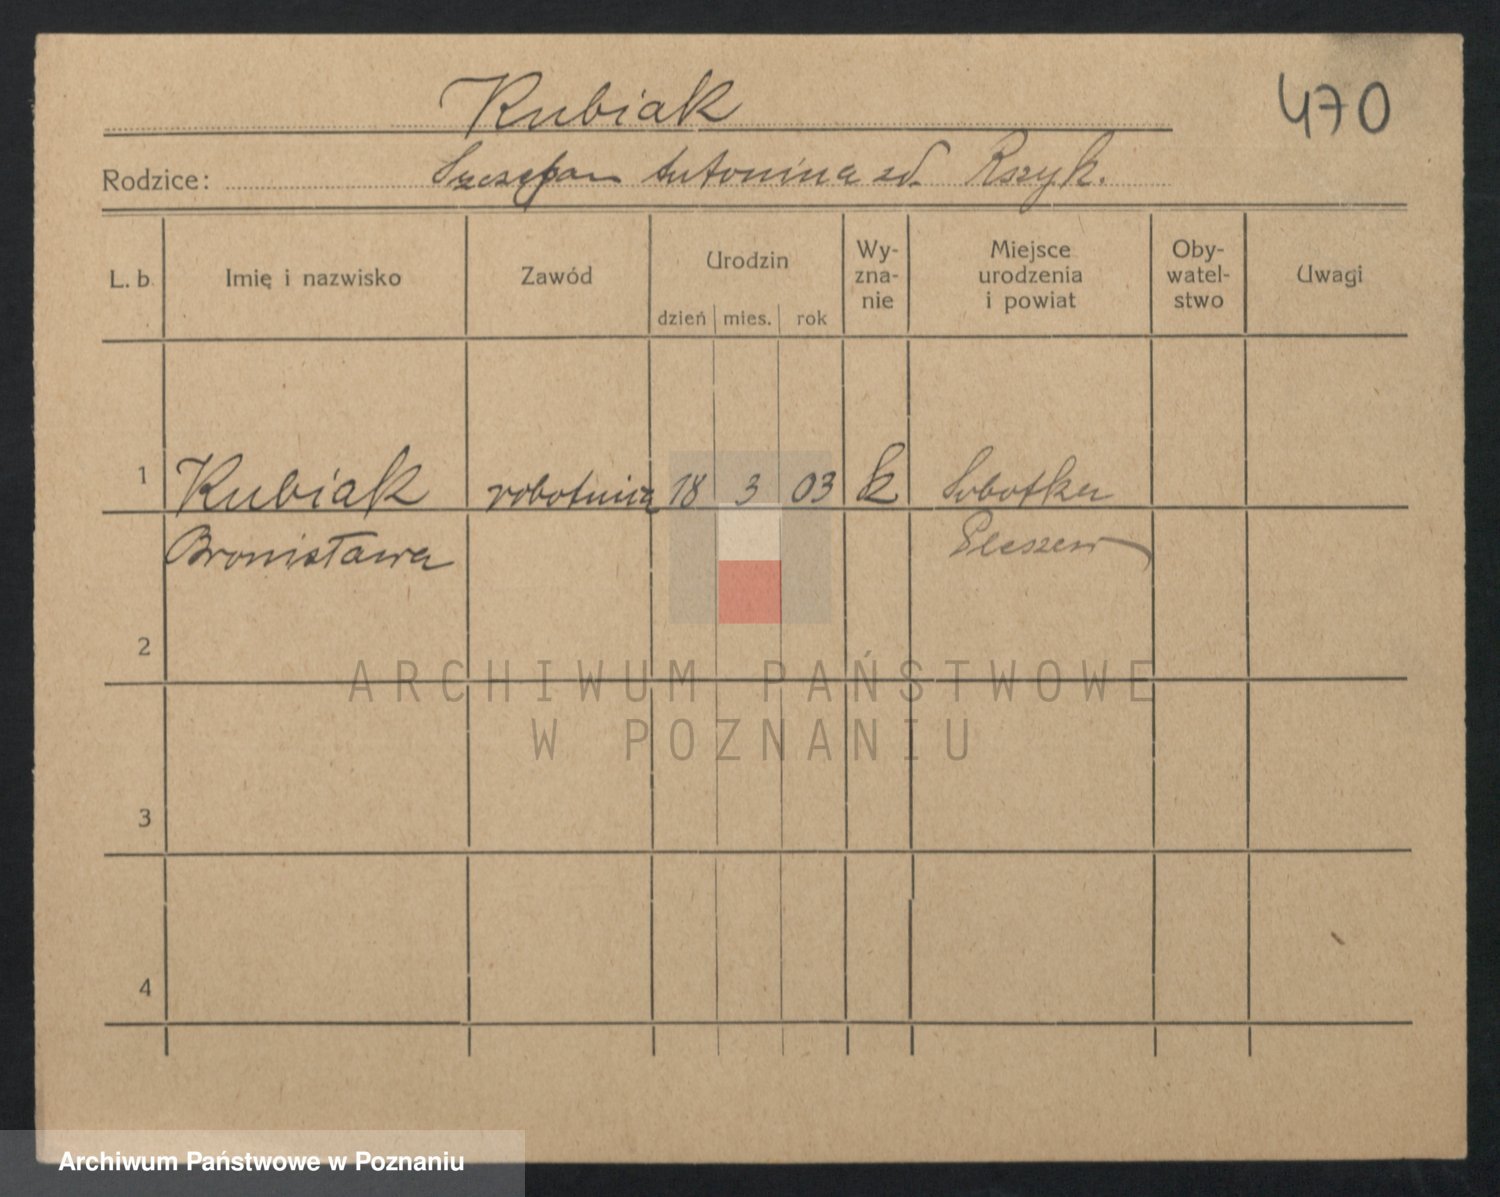 Kubiak
470
Rodzice: Szczepan Antonina zd. Rszyk.
L. b. Imię i nazwisko Zawód Urodzin dzień mies. rok Wy-zna-nie Miejsce urodzenia i powiat Oby-watel-stwo Uwagi
1 Kubiak robotnica 18 3 03 k Sobotka
Bronisława Pleszew
2
ARCHIWUM PAŃSTWOWE
W POZNANIU
3
4
Archiwum Państwowe w Poznaniu